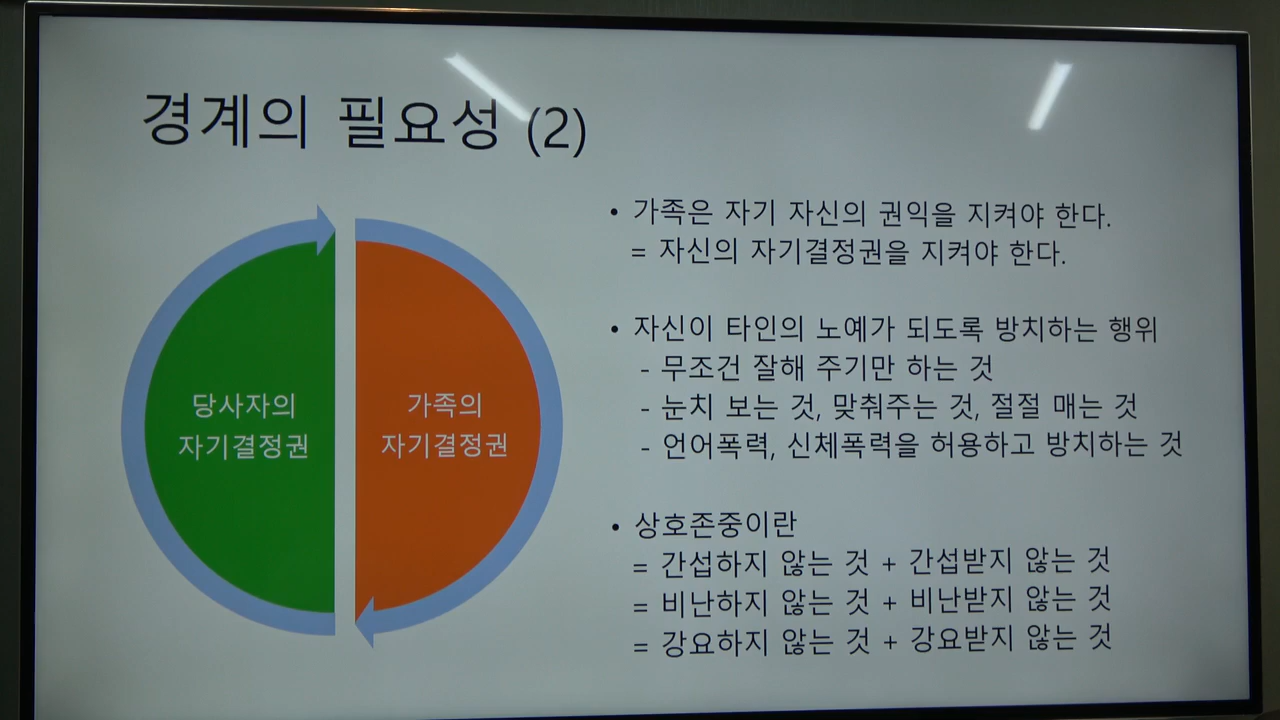 경계의 필요성 (2)
당사자의
자기결정권
가족의
자기결정권
• 가족은 자기 자신의 권익을 지켜야 한다.
= 자신의 자기결정권을 지켜야 한다.
• 자신이 타인의 노예가 되도록 방치하는 행위
- 무조건 잘해 주기만 하는 것
- 눈치 보는 것, 맞춰주는 것, 절절 매는 것
- 언어폭력, 신체폭력을 허용하고 방치하는 것
• 상호존중이란
= 간섭하지 않는 것 + 간섭받지 않는 것
= 비난하지 않는 것 + 비난받지 않는 것
= 강요하지 않는 것 + 강요받지 않는 것